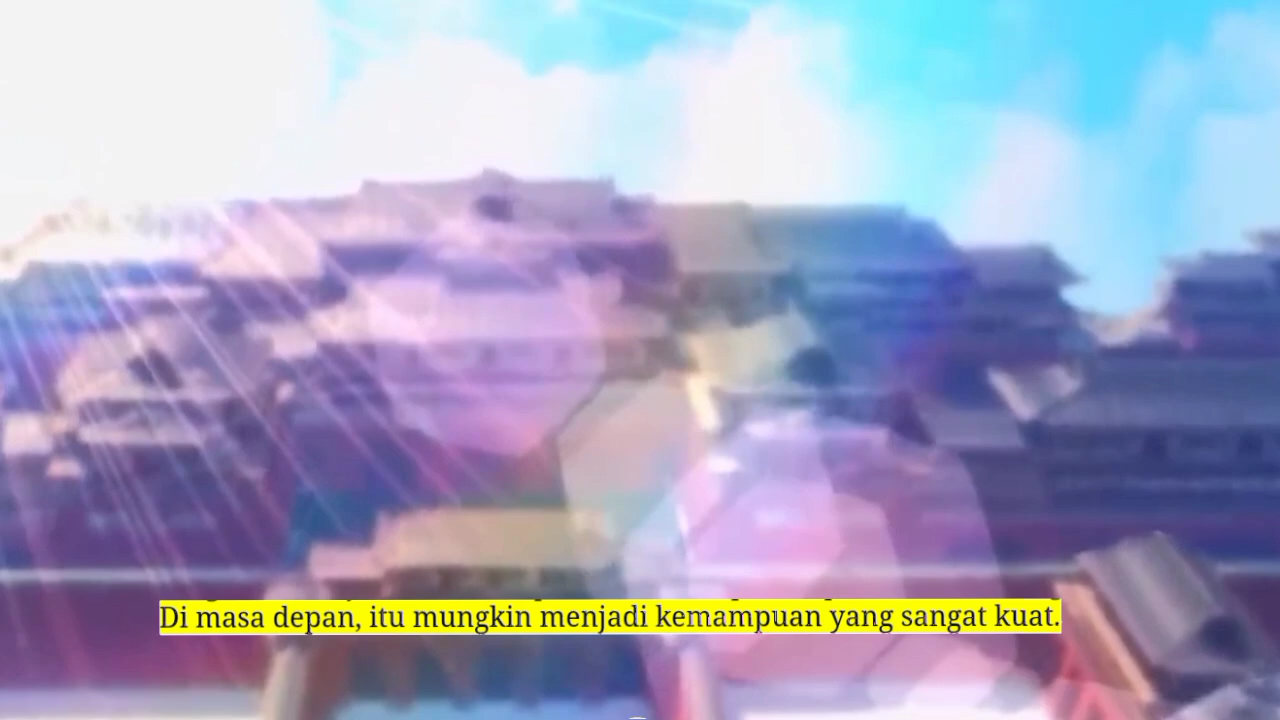 Di masa depan, itu mungkin menjadi kemampuan yang sangat kuat.